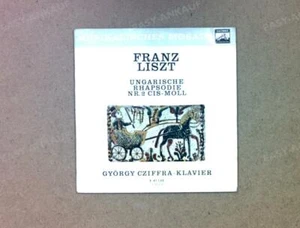 FRANZ
LISZT
UNGARISCHE
RHAPSODIE
NR. 2 CIS-MOLL
GYÖRGY CZIFFRA · KLAVIER